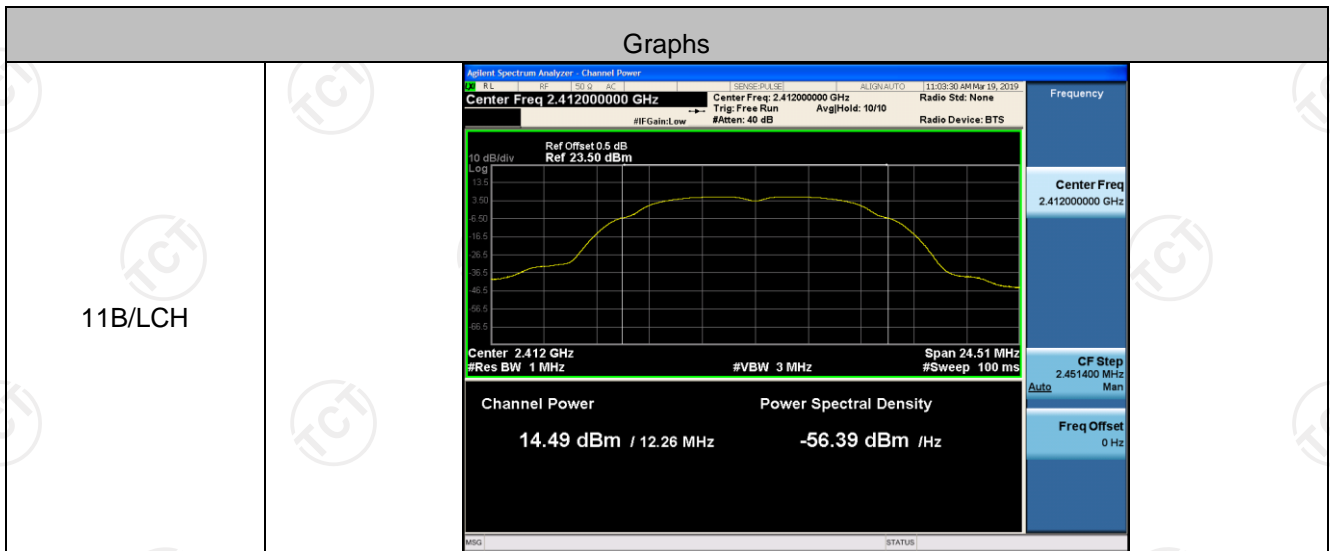 Graphs
11B/LCH
Agilent Spectrum Analyzer - Channel Power
RL RF 50 Ω AC SENSE:PULSE ALIGNAUTO 11:03:30 AM Mar 19, 2019
Center Freq 2.412000000 GHz
Center Freq: 2.412000000 GHz Radio Std: None
Trig: Free Run Avg|Hold: 10/10
#IFGain:Low #Atten: 40 dB Radio Device: BTS
Ref Offset 0.5 dB
10 dB/div Ref 23.50 dBm
Log
13.5
3.50
-6.50
-16.5
-26.5
-36.5
-46.5
-56.5
-66.5
Center 2.412 GHz Span 24.51 MHz
#Res BW 1 MHz #VBW 3 MHz #Sweep 100 ms
Channel Power Power Spectral Density
14.49 dBm / 12.26 MHz -56.39 dBm /Hz
MSG STATUS
Frequency
Center Freq
2.412000000 GHz
CF Step
2.451400 MHz
Auto Man
Freq Offset
0 Hz
TCT
TCT
TCT
TCT
TCT